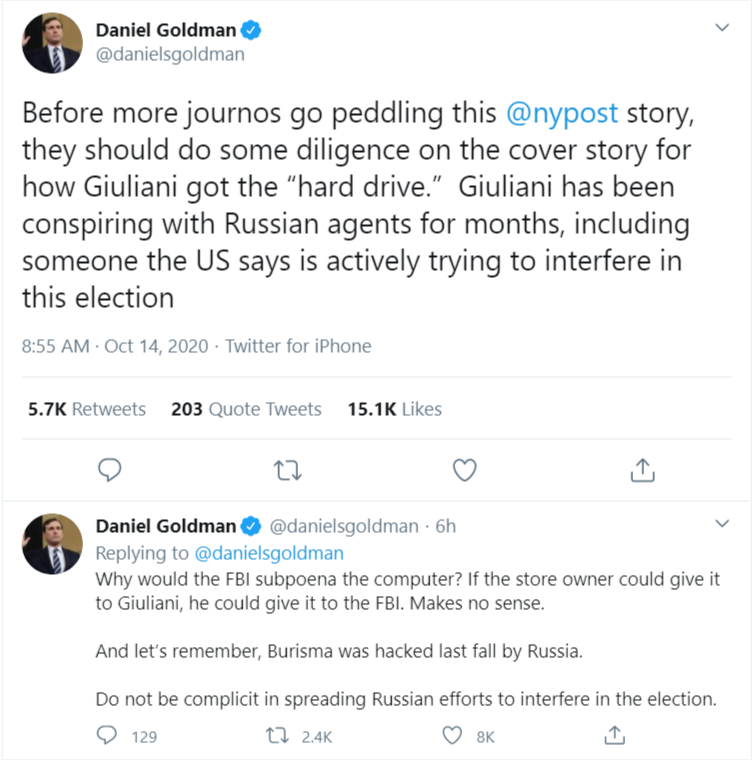 Daniel Goldman
@danielsgoldman
Before more journos go peddling this @nypost story,
they should do some diligence on the cover story for
how Giuliani got the “hard drive.”  Giuliani has been
conspiring with Russian agents for months, including
someone the US says is actively trying to interfere in
this election
8:55 AM · Oct 14, 2020 · Twitter for iPhone
5.7K Retweets 203 Quote Tweets 15.1K Likes
Daniel Goldman @danielsgoldman · 6h
Replying to @danielsgoldman
Why would the FBI subpoena the computer? If the store owner could give it
to Giuliani, he could give it to the FBI. Makes no sense.
And let’s remember, Burisma was hacked last fall by Russia.
Do not be complicit in spreading Russian efforts to interfere in the election.
129 2.4K 8K